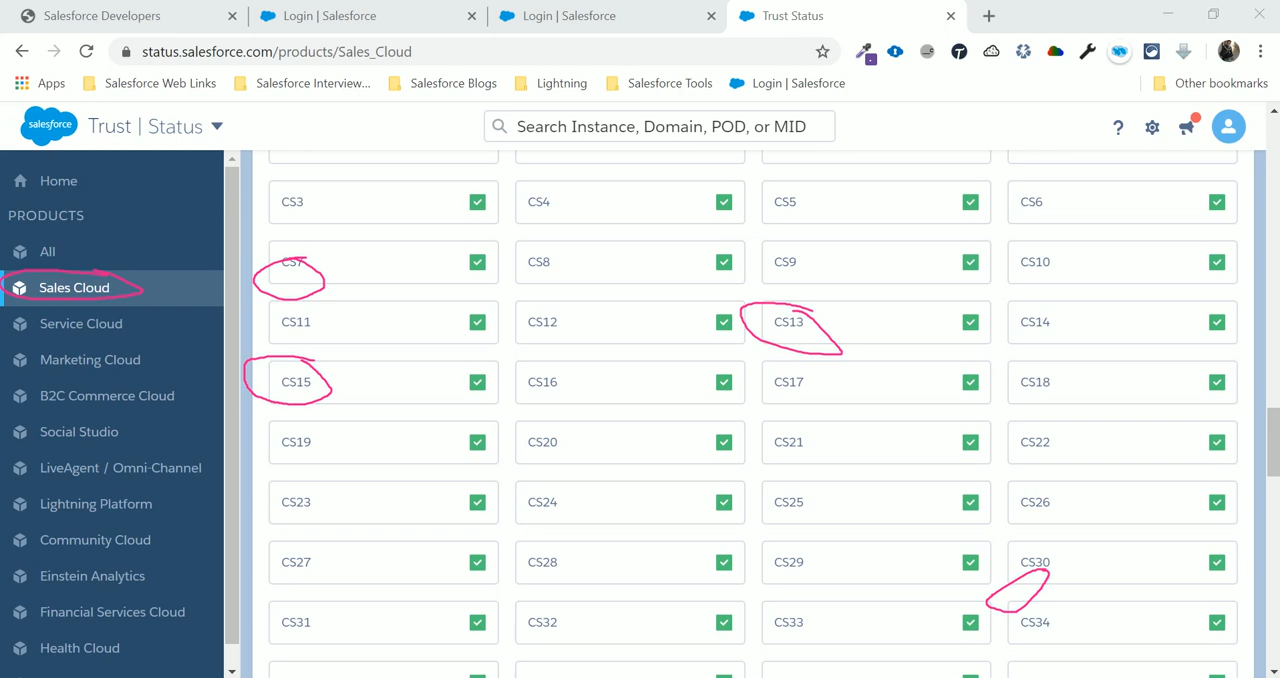 Salesforce Developers
Login | Salesforce
Login | Salesforce
Trust Status
status.salesforce.com/products/Sales_Cloud
Apps
Salesforce Web Links
Salesforce Interview...
Salesforce Blogs
Lightning
Salesforce Tools
Login | Salesforce
Other bookmarks
salesforce
Trust | Status
Search Instance, Domain, POD, or MID
?
Home
PRODUCTS
All
Sales Cloud
Service Cloud
Marketing Cloud
B2C Commerce Cloud
Social Studio
LiveAgent / Omni-Channel
Lightning Platform
Community Cloud
Einstein Analytics
Financial Services Cloud
Health Cloud
CS3 CS4 CS5 CS6
CS7 CS8 CS9 CS10
CS11 CS12 CS13 CS14
CS15 CS16 CS17 CS18
CS19 CS20 CS21 CS22
CS23 CS24 CS25 CS26
CS27 CS28 CS29 CS30
CS31 CS32 CS33 CS34